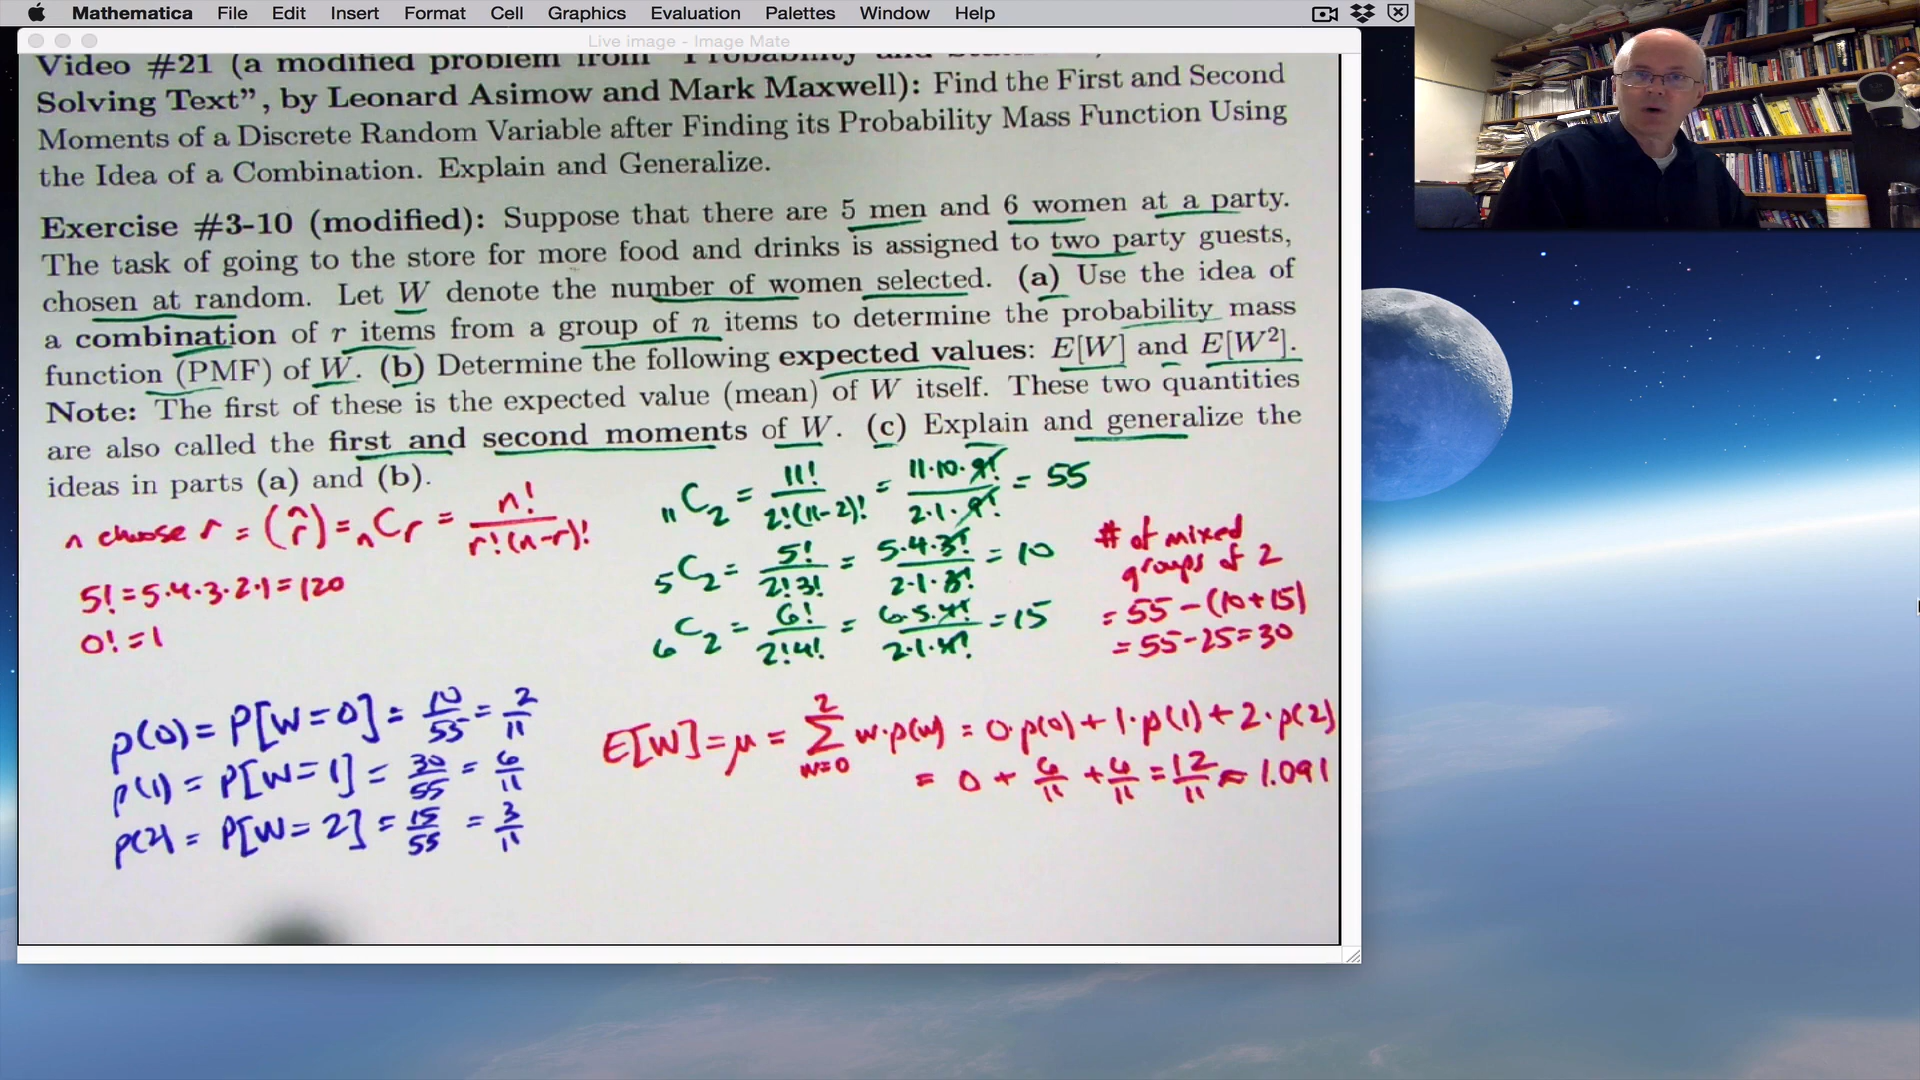 Mathematica File Edit Insert Format Cell Graphics Evaluation Palettes Window Help
Live image - Image Mate
Video #21 (a modified problem from "Probability and
Solving Text", by Leonard Asimow and Mark Maxwell): Find the First and Second
Moments of a Discrete Random Variable after Finding its Probability Mass Function Using
the Idea of a Combination. Explain and Generalize.
Exercise #3-10 (modified): Suppose that there are 5 men and 6 women at a party.
The task of going to the store for more food and drinks is assigned to two party guests,
chosen at random. Let W denote the number of women selected. (a) Use the idea of
a combination of r items from a group of n items to determine the probability mass
function (PMF) of W. (b) Determine the following expected values: E[W] and E[W²].
Note: The first of these is the expected value (mean) of W itself. These two quantities
are also called the first and second moments of W. (c) Explain and generalize the
ideas in parts (a) and (b).
n choose r = (n r) = nCr = n!/r!(n-r)!
5! = 5·4·3·2·1 = 120
0! = 1
11C2 = 11!/2!(11-2)! = 11·10·9!/2·1·9! = 55
5C2 = 5!/2!3! = 5·4·3!/2·1·3! = 10
6C2 = 6!/2!4! = 6·5·4!/2·1·4! = 15
# of mixed
groups of 2
= 55-(10+15)
= 55-25=30
p(0) = P[W=0] = 10/55 = 2/11
p(1) = P[W=1] = 30/55 = 6/11
p(2) = P[W=2] = 15/55 = 3/11
E[W] = μ = 2 Σ w=0 w·p(w) = 0·p(0) + 1·p(1) + 2·p(2)
= 0 + 6/11 + 6/11 = 12/11 ≈ 1.091